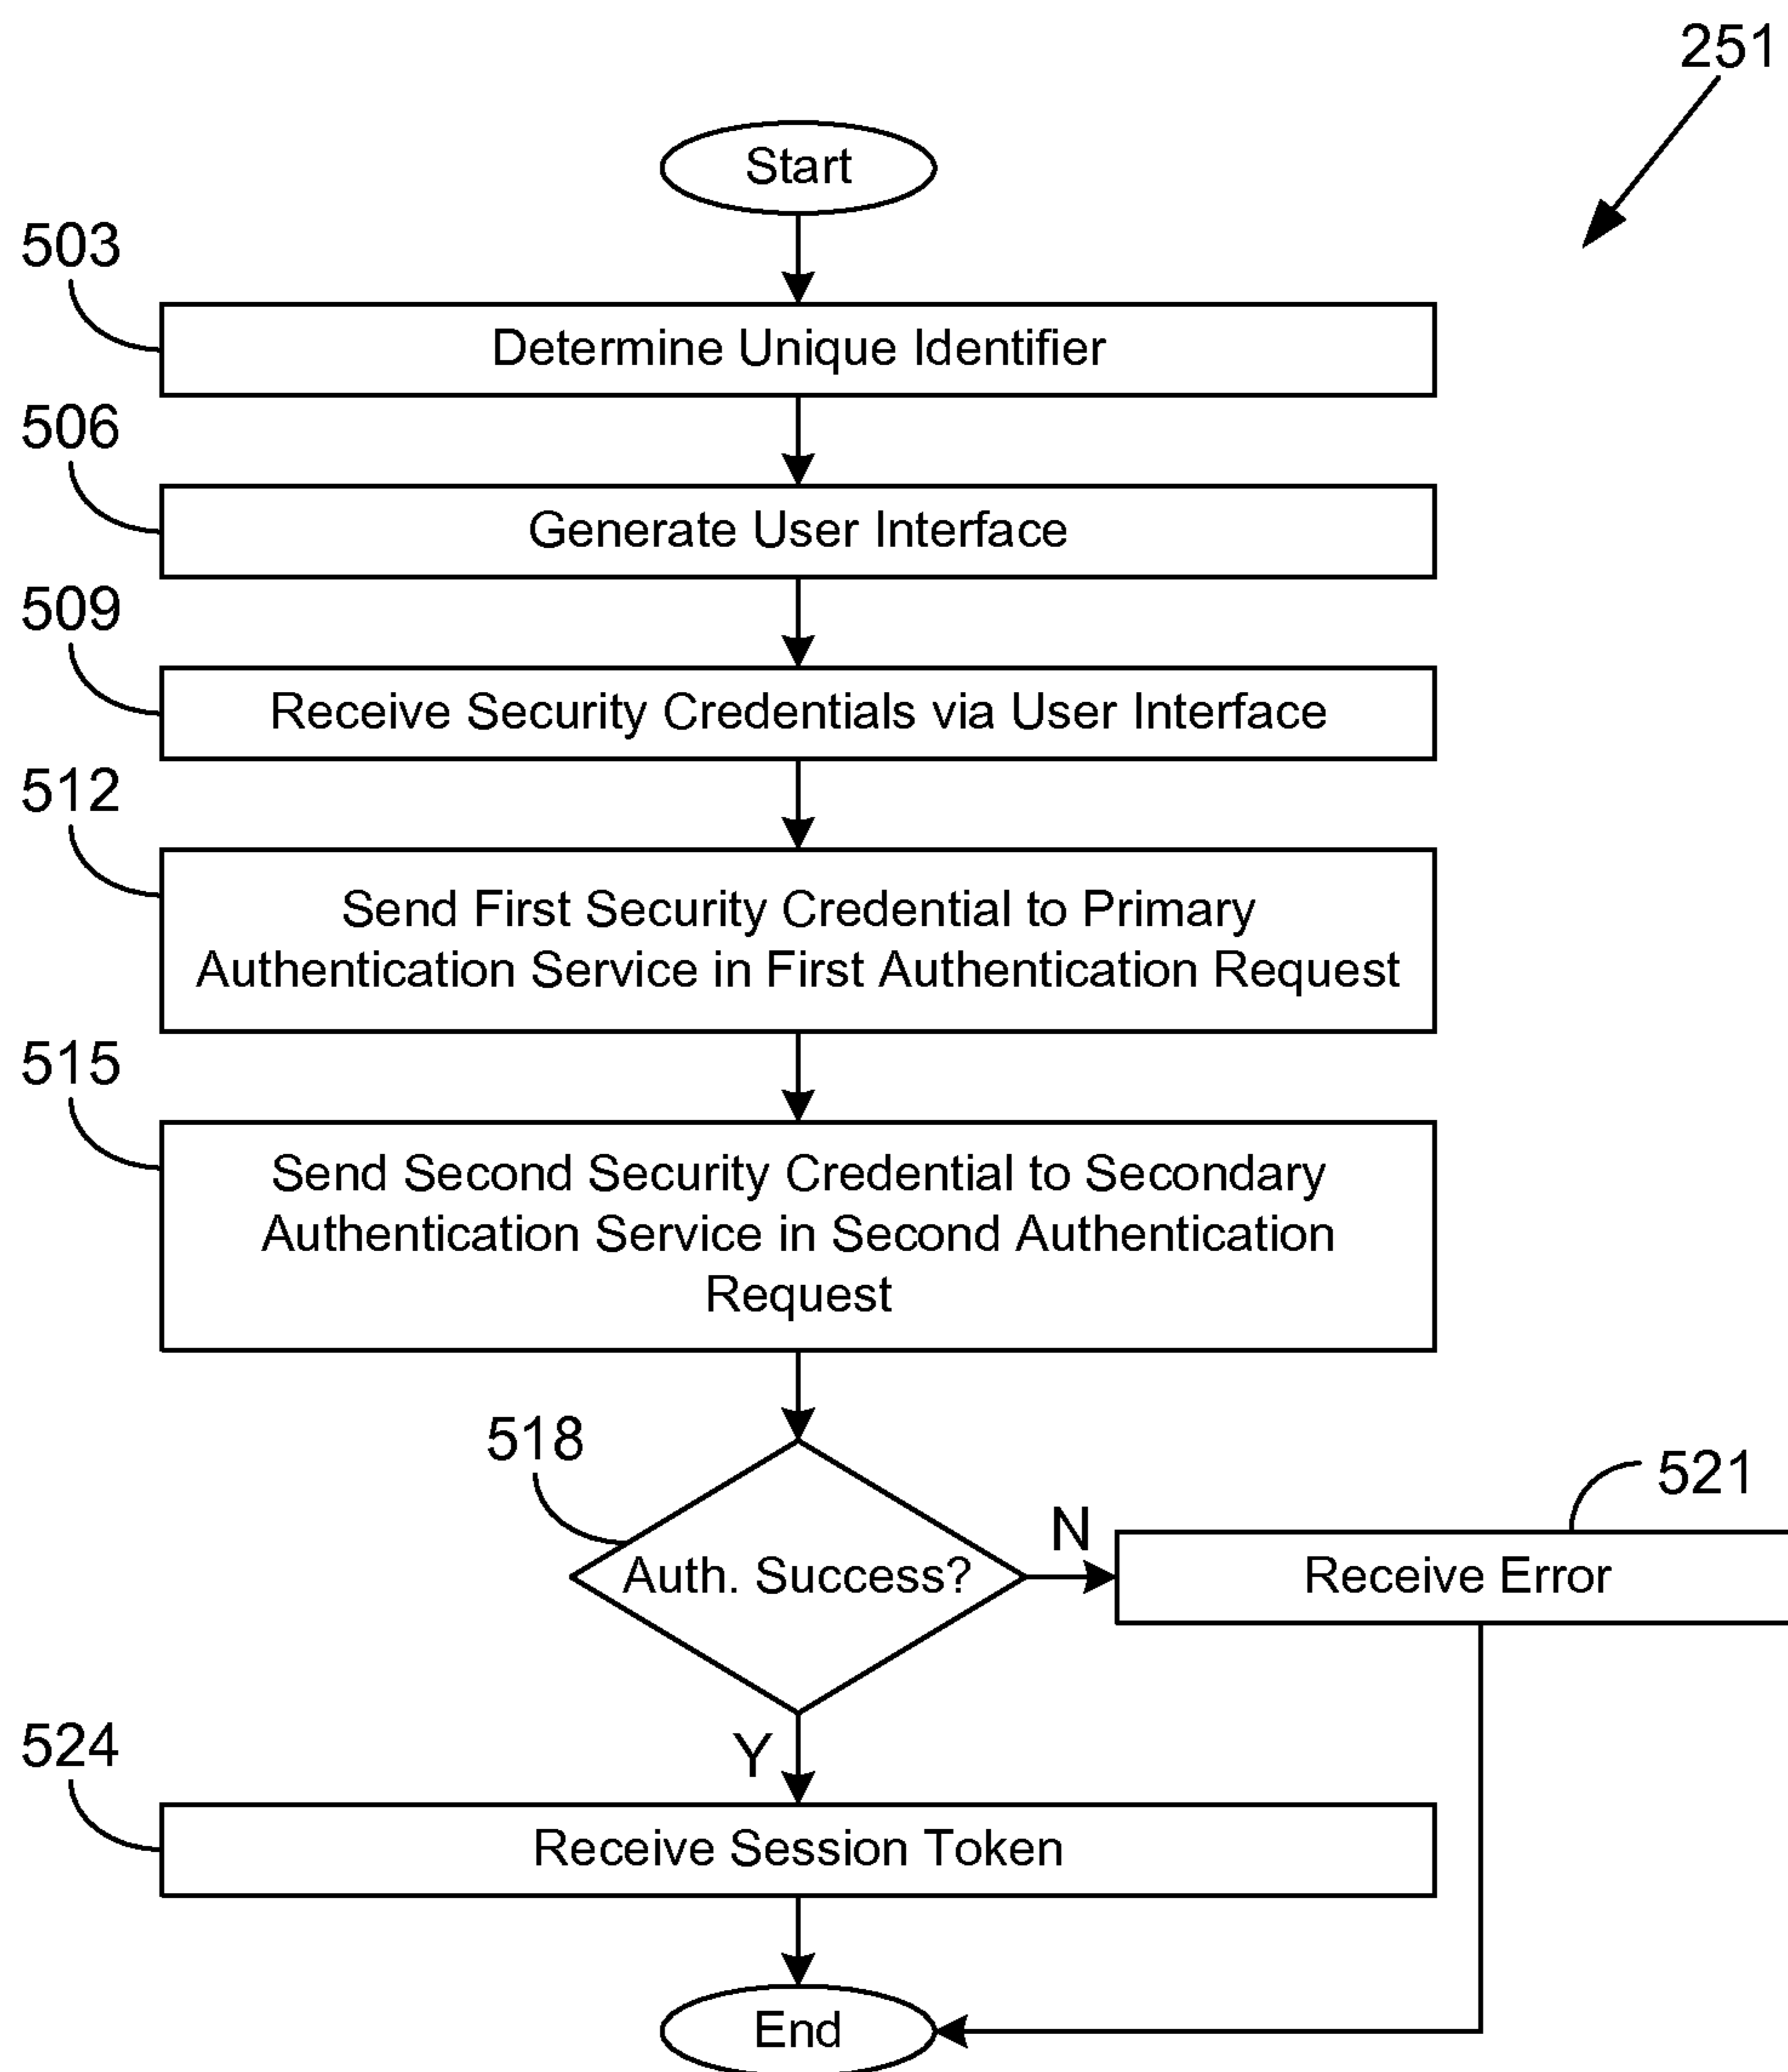 251
Start
503
Determine Unique Identifier
506
Generate User Interface
509
Receive Security Credentials via User Interface
512
Send First Security Credential to Primary
Authentication Service in First Authentication Request
515
Send Second Security Credential to Secondary
Authentication Service in Second Authentication
Request
518
Auth. Success?
N
521
Receive Error
Y
524
Receive Session Token
End